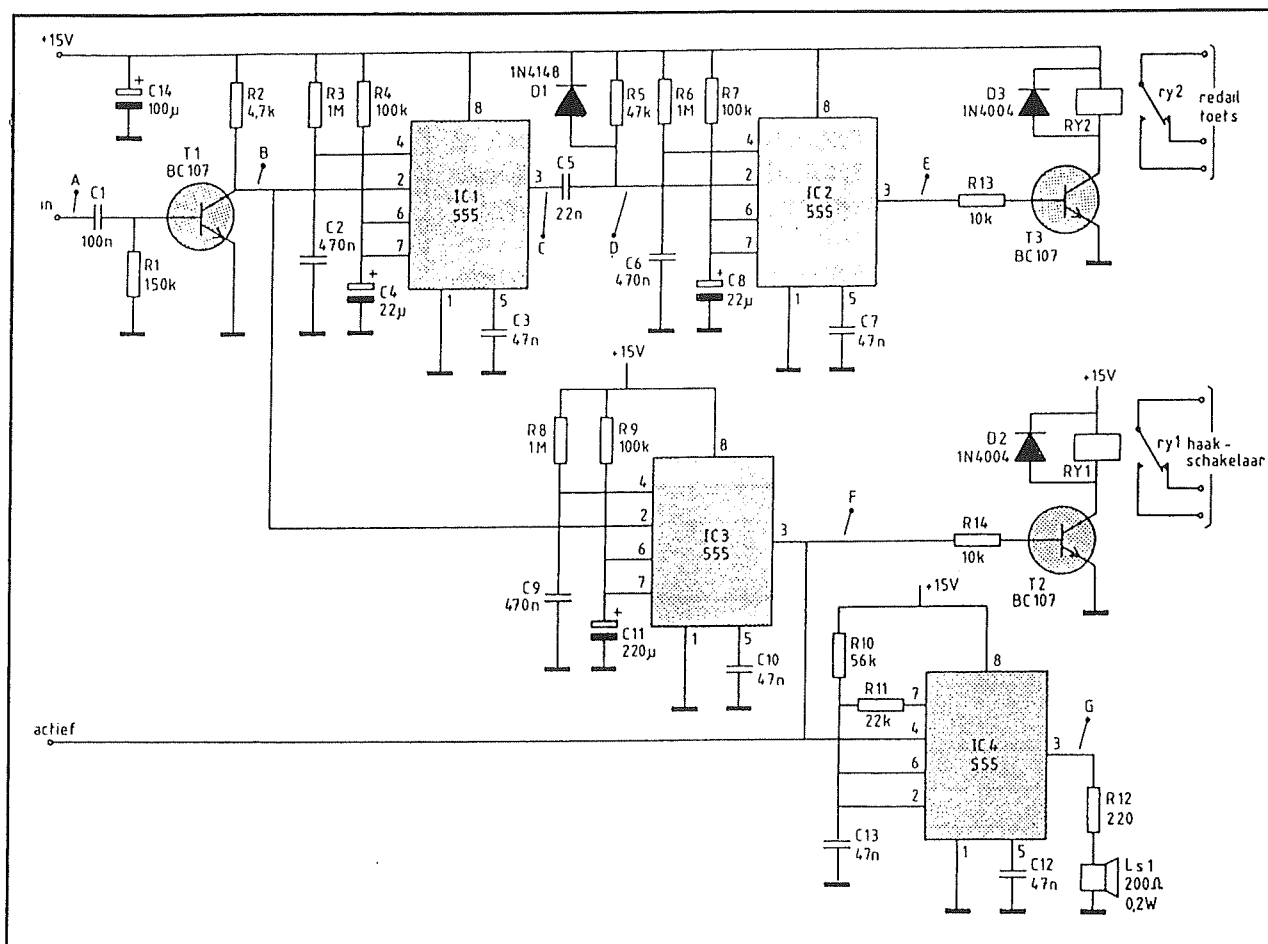 +15V
C14
100µ
+
R2
4,7k
R3
1M
R4
100k
8
4
2
6
7
3
1
5
IC1
555
T1
BC107
A
B
in
C1
100n
R1
150k
C2
470n
+
C4
22µ
C3
47n
1N4148
D1
R5
47k
R6
1M
R7
100k
C5
22n
C
D
8
4
2
6
7
3
1
5
IC2
555
C6
470n
+
C8
22µ
C7
47n
E
R13
10k
T3
BC107
D3
1N4004
RY2
ry2
redail
toets
+15V
R8
1M
R9
100k
8
4
2
6
7
3
1
5
IC3
555
C9
470n
+
C11
220µ
C10
47n
F
R14
10k
T2
BC107
+15V
D2
1N4004
RY1
ry1
haak-
schakelaar
+15V
R10
56k
R11
22k
8
7
4
6
2
3
1
5
IC4
555
C13
47n
C12
47n
G
R12
220
Ls1
200Ω
0,2W
actief